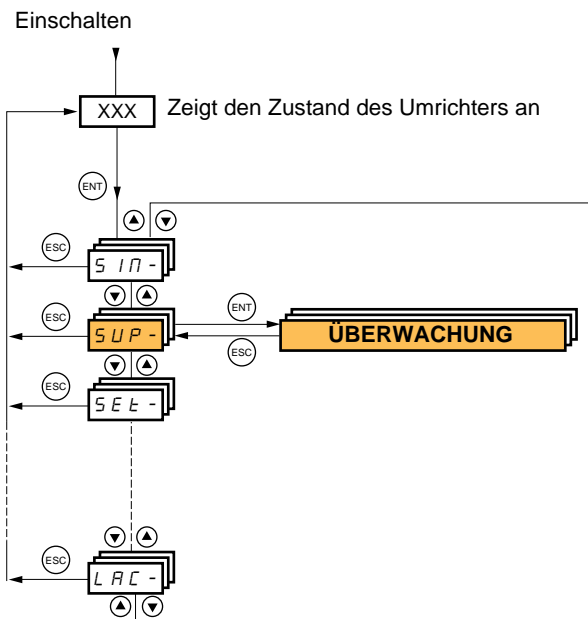 Einschalten
XXX Zeigt den Zustand des Umrichters an
ENT
ESC
SIM-
ESC
SUP-
ENT
ESC
ÜBERWACHUNG
ESC
SEt-
ESC
LAC-